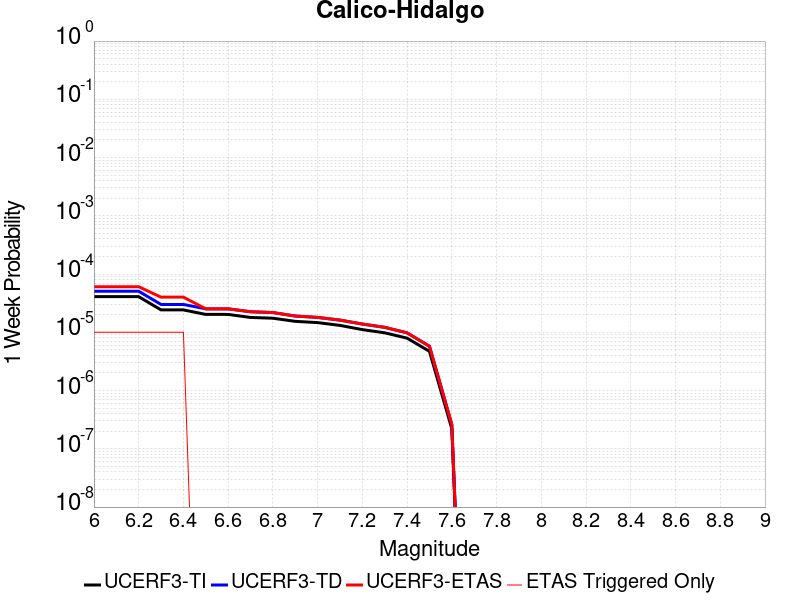 Calico-Hidalgo
10^0
10^-1
10^-2
10^-3
10^-4
10^-5
10^-6
10^-7
10^-8
1 Week Probability
6 6.2 6.4 6.6 6.8 7 7.2 7.4 7.6 7.8 8 8.2 8.4 8.6 8.8 9
Magnitude
UCERF3-TI UCERF3-TD UCERF3-ETAS ETAS Triggered Only